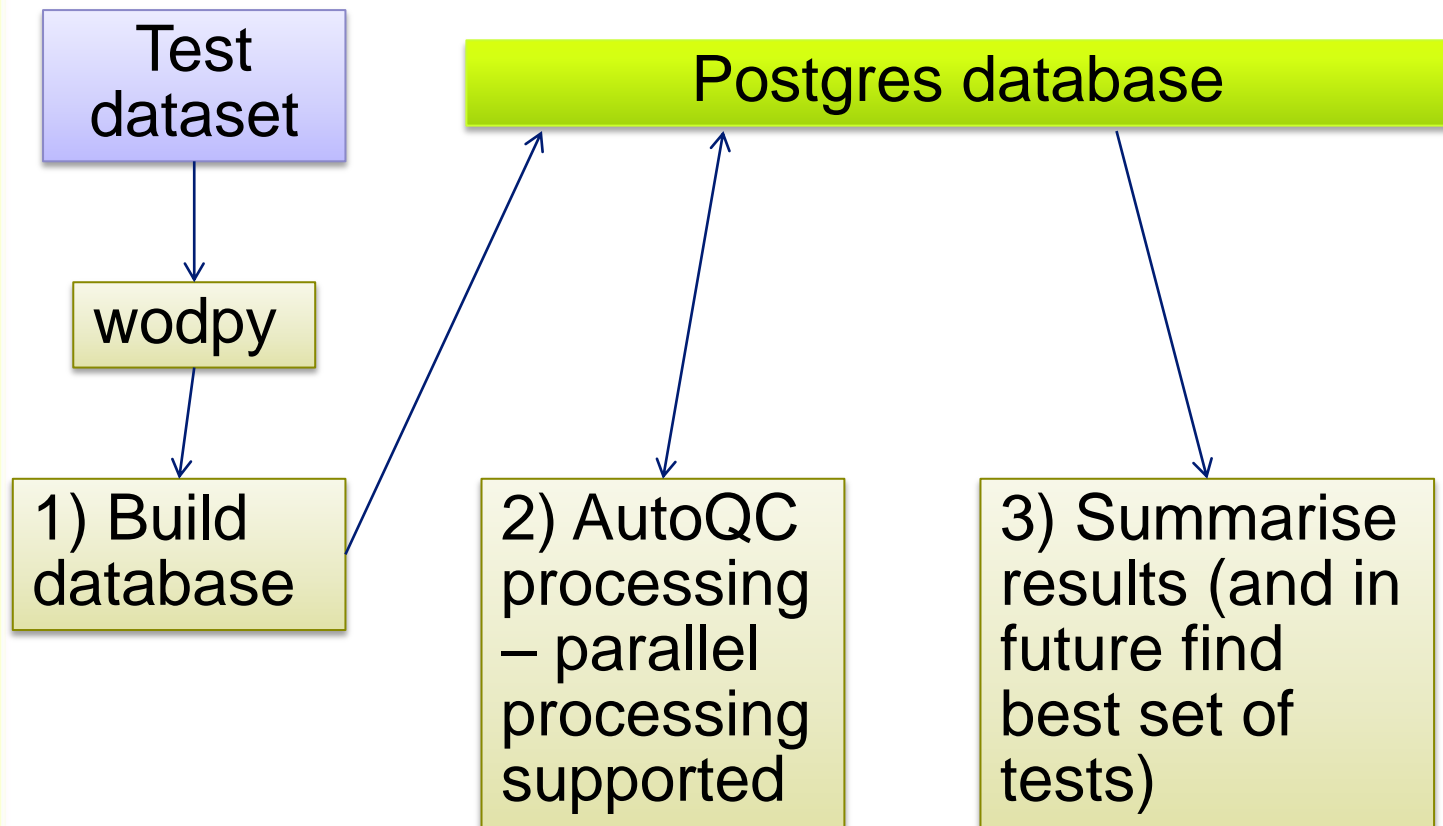 Test
dataset
Postgres database
wodpy
1) Build
database
2) AutoQC
processing
– parallel
processing
supported
3) Summarise
results (and in
future find
best set of
tests)